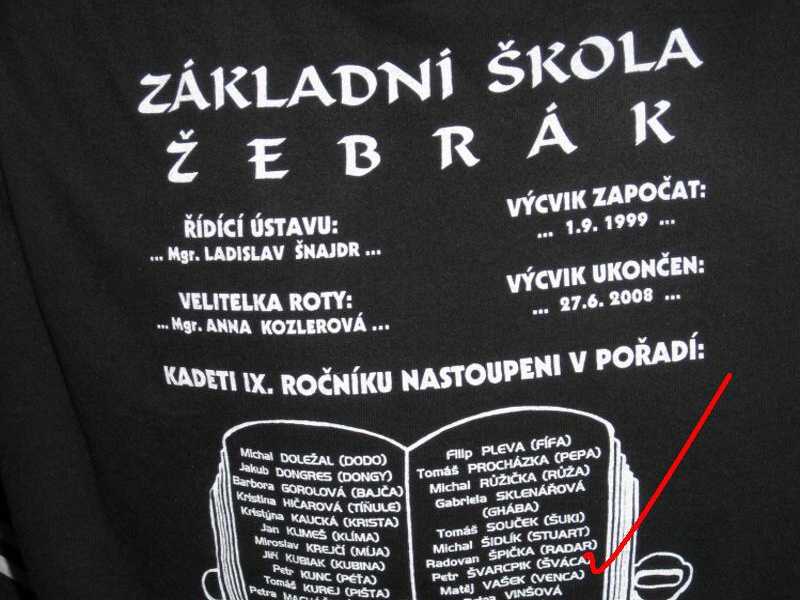 ZÁKLADNÍ ŠKOLA
ŽEBRÁK
ŘÍDÍCÍ ÚSTAVU:
... Mgr. LADISLAV ŠNAJDR ...
VÝCVIK ZAPOČAT:
... 1.9. 1999 ...
VELITELKA ROTY:
... Mgr. ANNA KOZLEROVÁ ...
VÝCVIK UKONČEN:
... 27.6. 2008 ...
KADETI IX. ROČNÍKU NASTOUPENI V POŘADÍ:
Michal DOLEŽAL (DODO)
Jakub DONGRES (DONGY)
Barbora GOROLOVÁ (BAJČA)
Kristina HIČAROVÁ (TÍŇULE)
Kristýna KAUCKÁ (KRISTA)
Jan KLIMEŠ (KLÍMA)
Miroslav KREJČÍ (MÍJA)
Jiří KUBIAK (KUBINA)
Petr KUNC (PÉŤA)
Tomáš KUREJ (PIŠTA)
Petra
Filip PLEVA (FÍFA)
Tomáš PROCHÁZKA (PEPA)
Michal RŮŽIČKA (RŮŽA)
Gabriela SKLENÁŘOVÁ
(GHÁBA)
Tomáš SOUČEK (ŠUKI)
Michal ŠIDLÍK (STUART)
Radovan ŠPIČKA (RADAR)
Petr ŠVARCPIK (ŠVÁCA)
Matěj VAŠEK (VENCA)
VINŠOVÁ